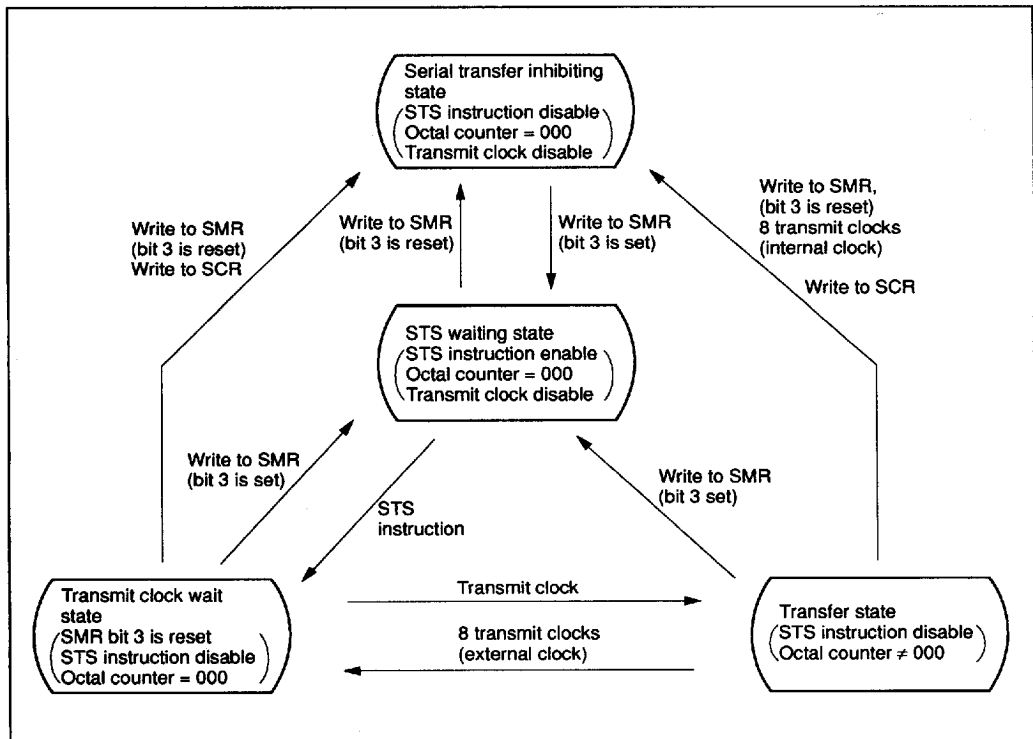 Serial transfer inhibiting
state
STS instruction disable
Octal counter = 000
Transmit clock disable
Write to SMR
(bit 3 is reset)
Write to SCR
Write to SMR
(bit 3 is reset)
Write to SMR
(bit 3 is set)
Write to SMR,
(bit 3 is reset)
8 transmit clocks
(internal clock)
Write to SCR
STS waiting state
STS instruction enable
Octal counter = 000
Transmit clock disable
Write to SMR
(bit 3 is set)
STS
instruction
Write to SMR
(bit 3 set)
Transmit clock wait
state
SMR bit 3 is reset
STS instruction disable
Octal counter = 000
Transmit clock
8 transmit clocks
(external clock)
Transfer state
STS instruction disable
Octal counter ≠ 000